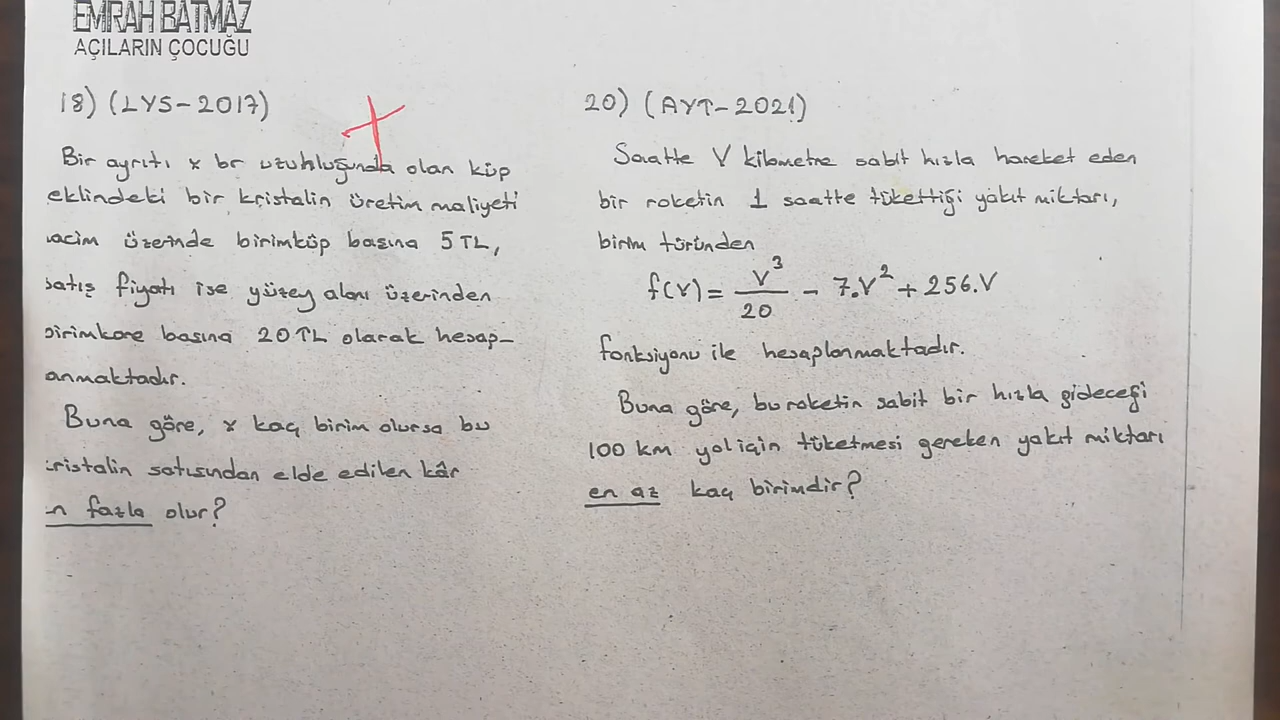 EMRAH BATMAZ
AÇILARIN ÇOCUĞU
18) (LYS-2017)
Bir ayrıtı x br uzunluğunda olan küp
eklindeki bir kristalin üretim maliyeti
acim üzerinde birimküp başına 5 TL,
satış fiyatı ise yüzey alanı üzerinden
birimkare başına 20 TL olarak hesap-
anmaktadır.
Buna göre, x kaç birim olursa bu
kristalin satışından elde edilen kâr
n fazla olur?
20) (AYT-2021)
Saatte V kilometre sabit hızla hareket eden
bir roketin 1 saatte tükettiği yakıt miktarı,
birim türünden
f(V) = V³/20 - 7.V² + 256.V
fonksiyonu ile hesaplanmaktadır.
Buna göre, bu roketin sabit bir hızla gideceği
100 km yol için tüketmesi gereken yakıt miktarı
en az kaç birimdir?